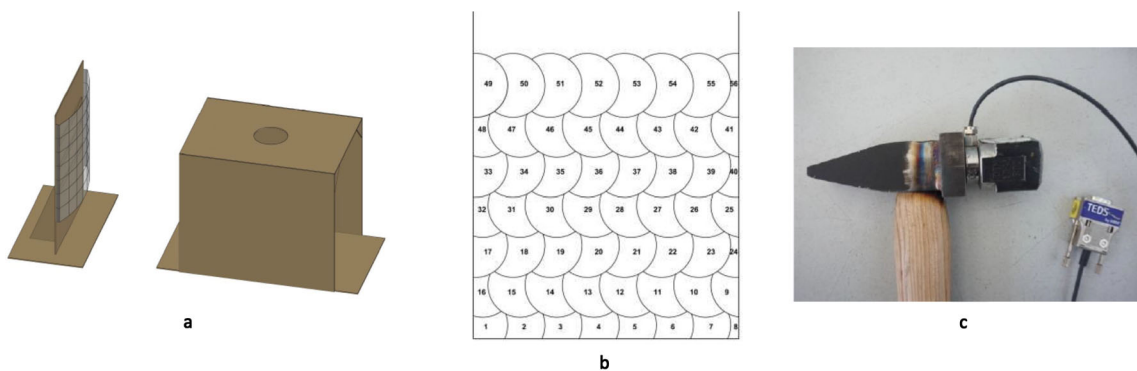 49 50 51 52 53 54 55 56
48 47 46 45 44 43 42 41
33 34 35 36 37 38 39 40
32 31 30 29 28 27 26 25
17 18 19 20 21 22 23 24
16 15 14 13 12 11 10 9
1 2 3 4 5 6 7 8
TEDS
a
b
c